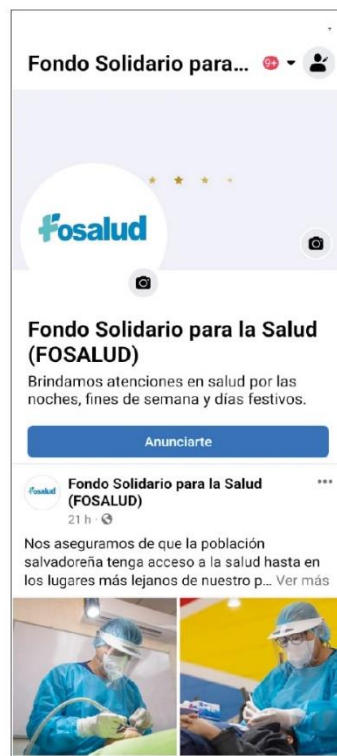 Fondo Solidario para... 9+
Fosalud
Fondo Solidario para la Salud
(FOSALUD)
Brindamos atenciones en salud por las
noches, fines de semana y días festivos.
Anunciarte
Fosalud
Fondo Solidario para la Salud
(FOSALUD)
21 h ·
Nos aseguramos de que la población
salvadoreña tenga acceso a la salud hasta en
los lugares más lejanos de nuestro p... Ver más